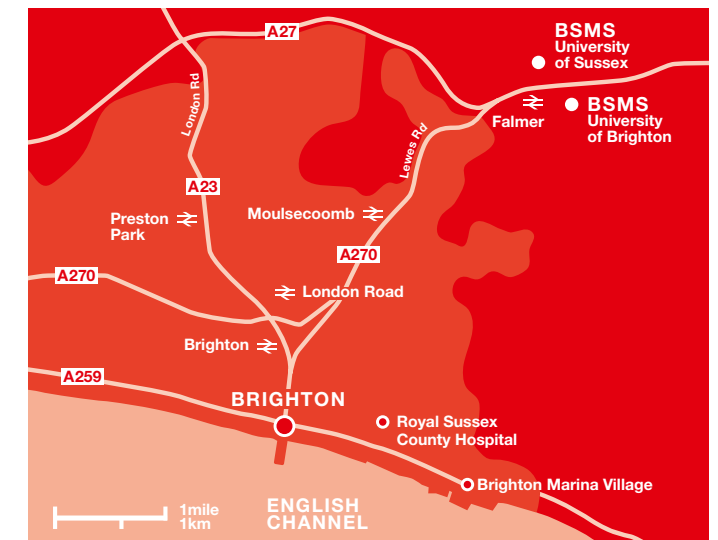 A27
BSMS
University
of Sussex
London Rd
BSMS
University
of Brighton
Falmer
Lewes Rd
A23
Preston
Park
Moulsecoomb
A270
A270
London Road
Brighton
A259
BRIGHTON
Royal Sussex
County Hospital
Brighton Marina Village
1mile
1km
ENGLISH
CHANNEL